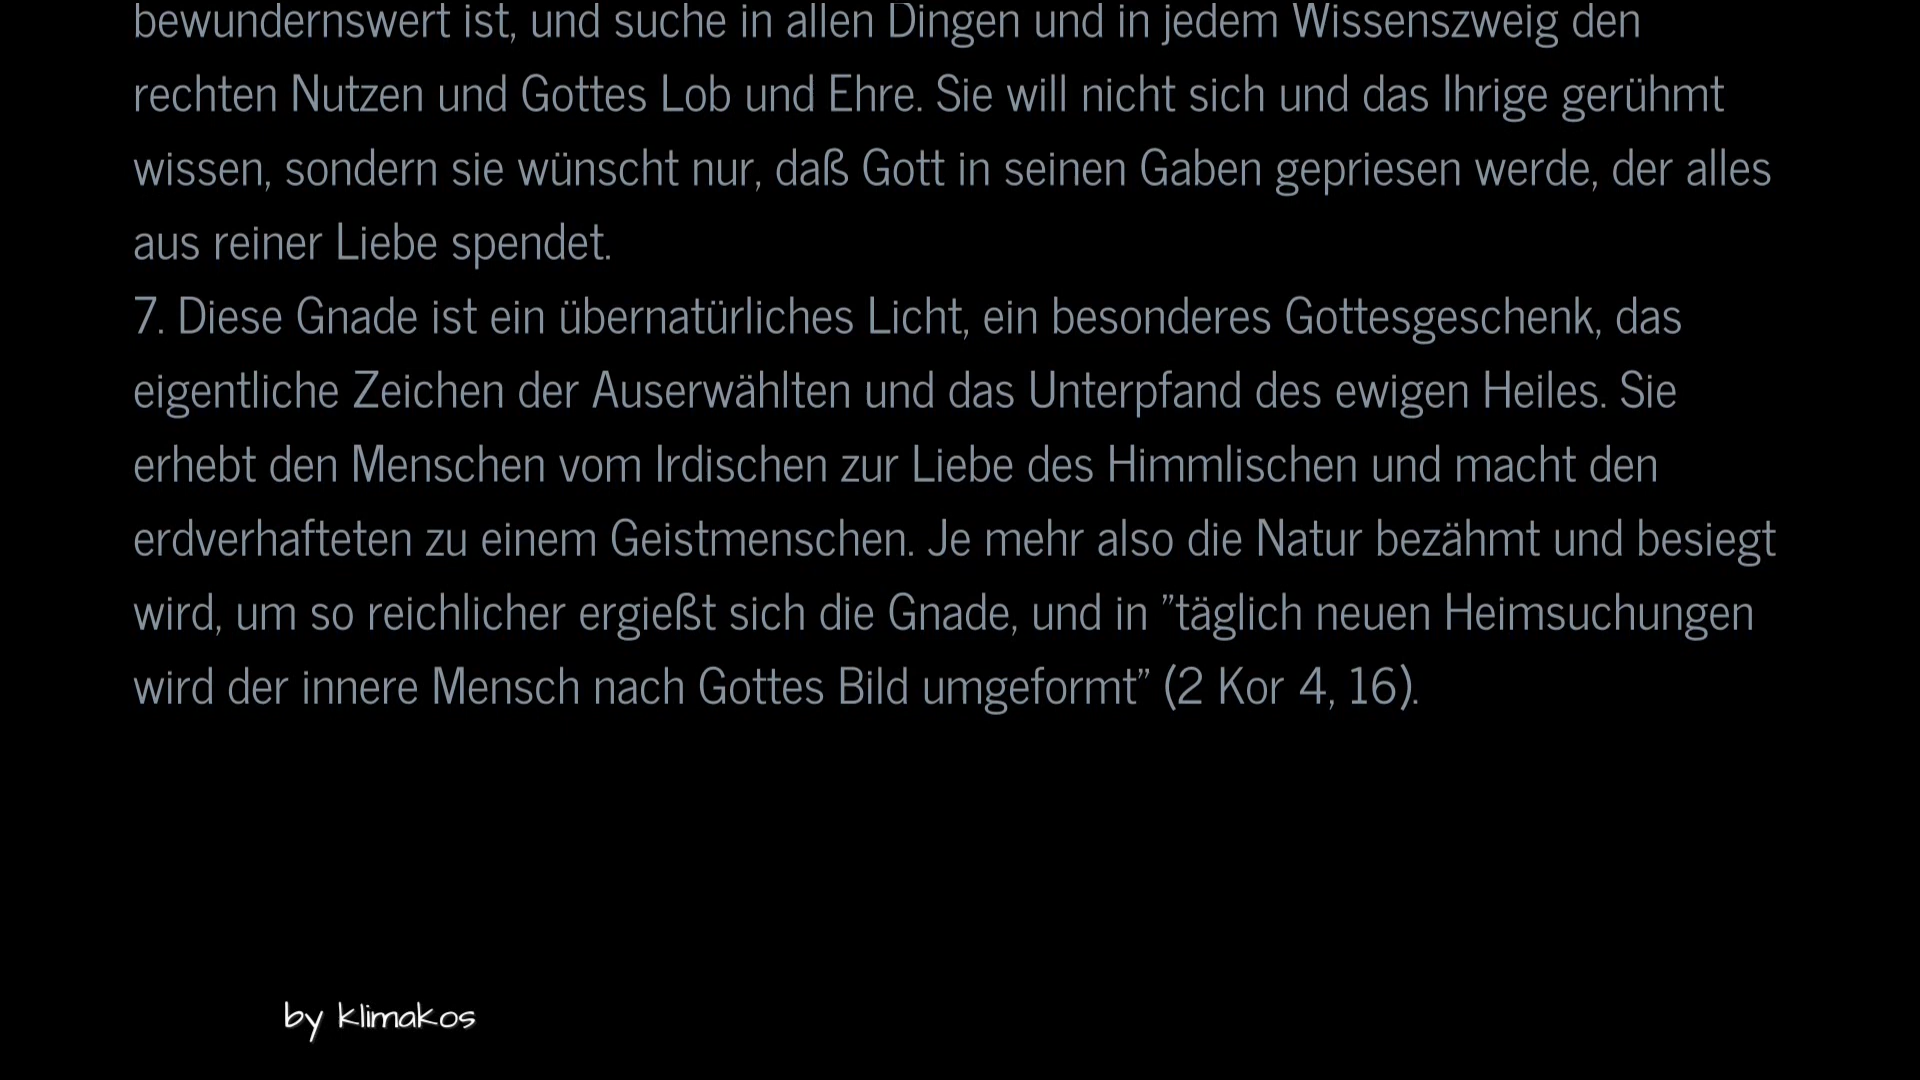 bewundernswert ist, und suche in allen Dingen und in jedem Wissenszweig den
rechten Nutzen und Gottes Lob und Ehre. Sie will nicht sich und das Ihrige gerühmt
wissen, sondern sie wünscht nur, daß Gott in seinen Gaben gepriesen werde, der alles
aus reiner Liebe spendet.
7. Diese Gnade ist ein übernatürliches Licht, ein besonderes Gottesgeschenk, das
eigentliche Zeichen der Auserwählten und das Unterpfand des ewigen Heiles. Sie
erhebt den Menschen vom Irdischen zur Liebe des Himmlischen und macht den
erdverhafteten zu einem Geistmenschen. Je mehr also die Natur bezähmt und besiegt
wird, um so reichlicher ergießt sich die Gnade, und in ”täglich neuen Heimsuchungen
wird der innere Mensch nach Gottes Bild umgeformt” (2 Kor 4, 16).
by klimakos